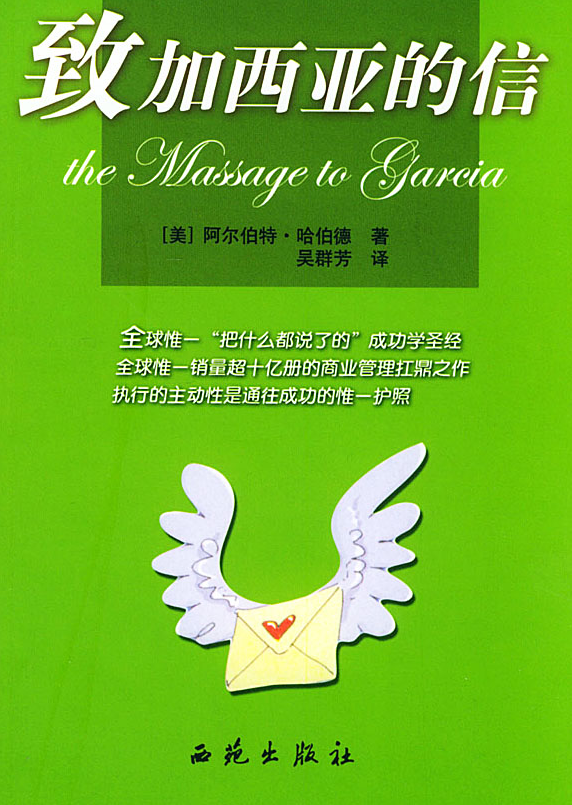 致加西亚的信
the Massage to Garcia
[美] 阿尔伯特·哈伯德 著
吴群芳 译
全球惟一“把什么都说了的”成功学圣经
全球惟一销量超十亿册的商业管理扛鼎之作
执行的主动性是通往成功的惟一护照
西苑出版社